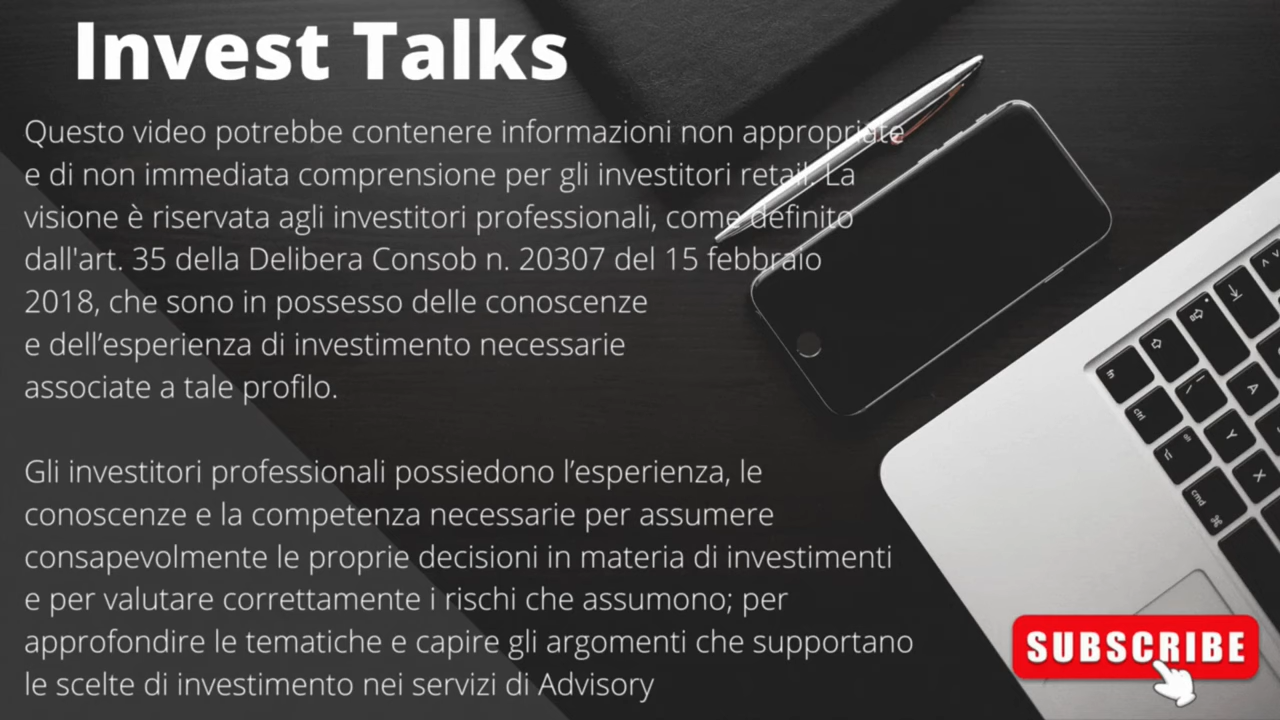 Invest Talks
Questo video potrebbe contenere informazioni non appropriate
e di non immediata comprensione per gli investitori retail. La
visione è riservata agli investitori professionali, come definito
dall'art. 35 della Delibera Consob n. 20307 del 15 febbraio
2018, che sono in possesso delle conoscenze
e dell’esperienza di investimento necessarie
associate a tale profilo.
Gli investitori professionali possiedono l’esperienza, le
conoscenze e la competenza necessarie per assumere
consapevolmente le proprie decisioni in materia di investimenti
e per valutare correttamente i rischi che assumono; per
approfondire le tematiche e capire gli argomenti che supportano
le scelte di investimento nei servizi di Advisory
SUBSCRIBE
fn
ctrl
alt
cmd
A
Y
X